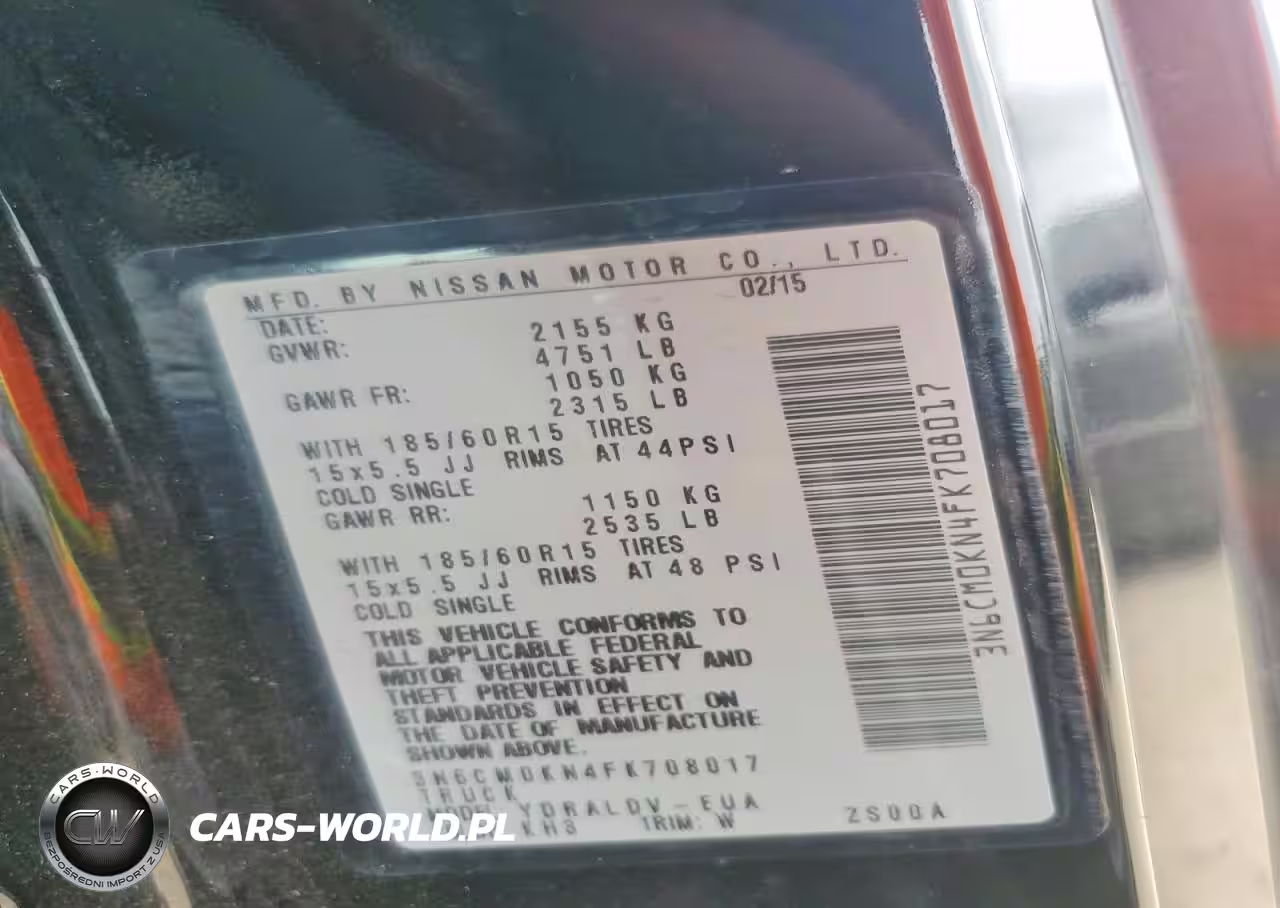 MFD. BY NISSAN MOTOR CO., LTD.
DATE: 02/15
GVWR: 2155 KG
4751 LB
GAWR FR: 1050 KG
2315 LB
WITH 185/60R15 TIRES
15x5.5 JJ RIMS AT 44PSI
COLD SINGLE
GAWR RR: 1150 KG
2535 LB
WITH 185/60R15 TIRES
15x5.5 JJ RIMS AT 48 PSI
COLD SINGLE
THIS VEHICLE CONFORMS TO
ALL APPLICABLE FEDERAL
MOTOR VEHICLE SAFETY AND
THEFT PREVENTION
STANDARDS IN EFFECT ON
THE DATE OF MANUFACTURE
SHOWN ABOVE.
3N6CM0KN4FK708017
TRUCK
MODEL: YDRALDV-EUA
KH3 TRIM: W ZS00A
3N6CM0KN4FK708017
CARS-WORLD
CW
BEZPOŚREDNI IMPORT Z USA
CARS-WORLD.PL